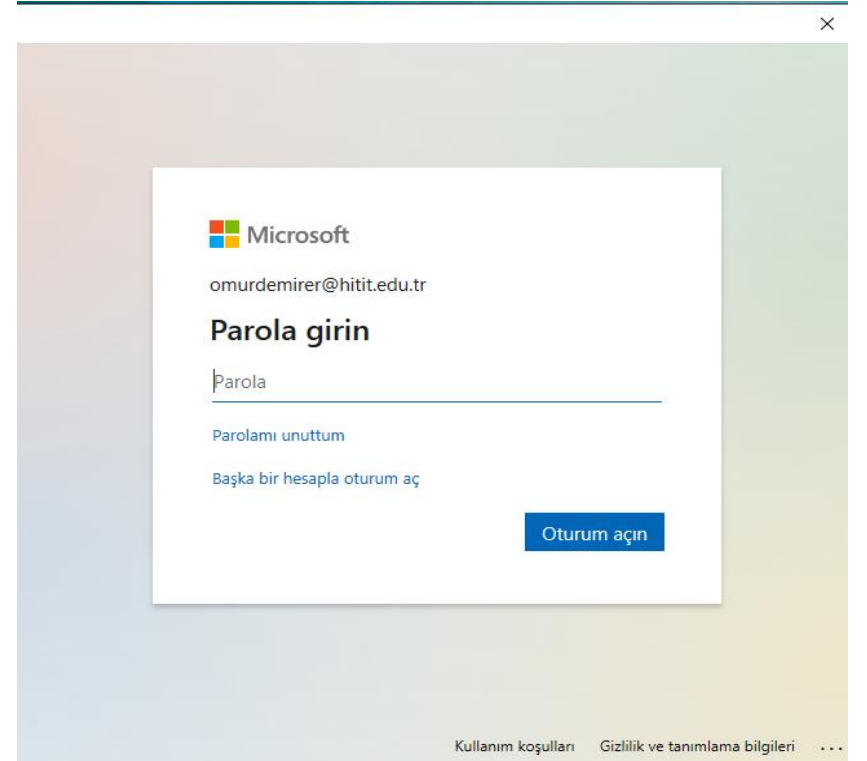 Microsoft
omurdemirer@hitit.edu.tr
Parola girin
Parola
Parolamı unuttum
Başka bir hesapla oturum aç
Oturum açın
Kullanım koşulları Gizlilik ve tanımlama bilgileri ...